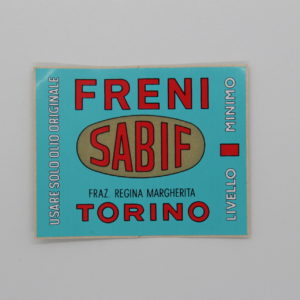 USARE SOLO OLIO ORIGINALE
FRENI
SABIF
FRAZ. REGINA MARGHERITA
TORINO
LIVELLO MINIMO